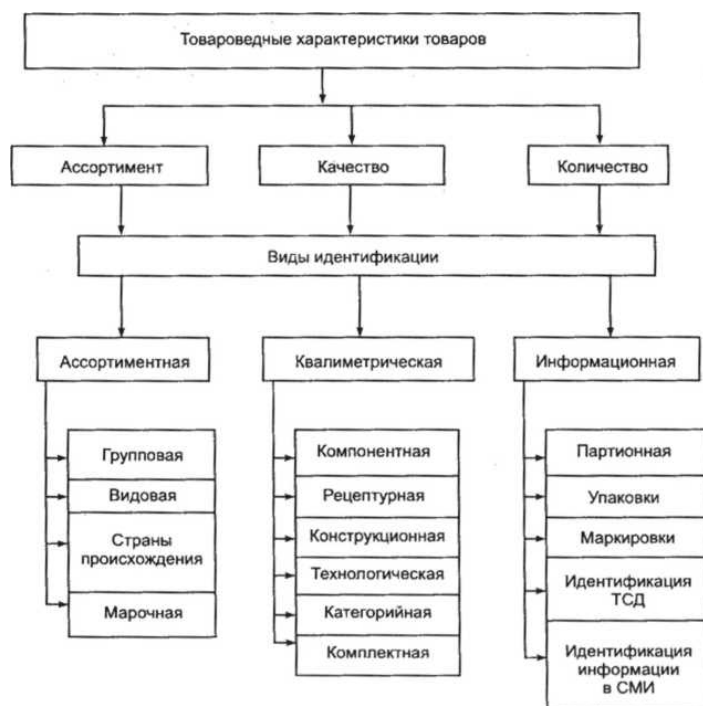 Товароведные характеристики товаров
Ассортимент
Качество
Количество
Виды идентификации
Ассортиментная
Квалиметрическая
Информационная
Групповая
Видовая
Страны
происхождения
Марочная
Компонентная
Рецептурная
Конструкционная
Технологическая
Категорийная
Комплектная
Партионная
Упаковки
Маркировки
Идентификация
ТСД
Идентификация
информации
в СМИ